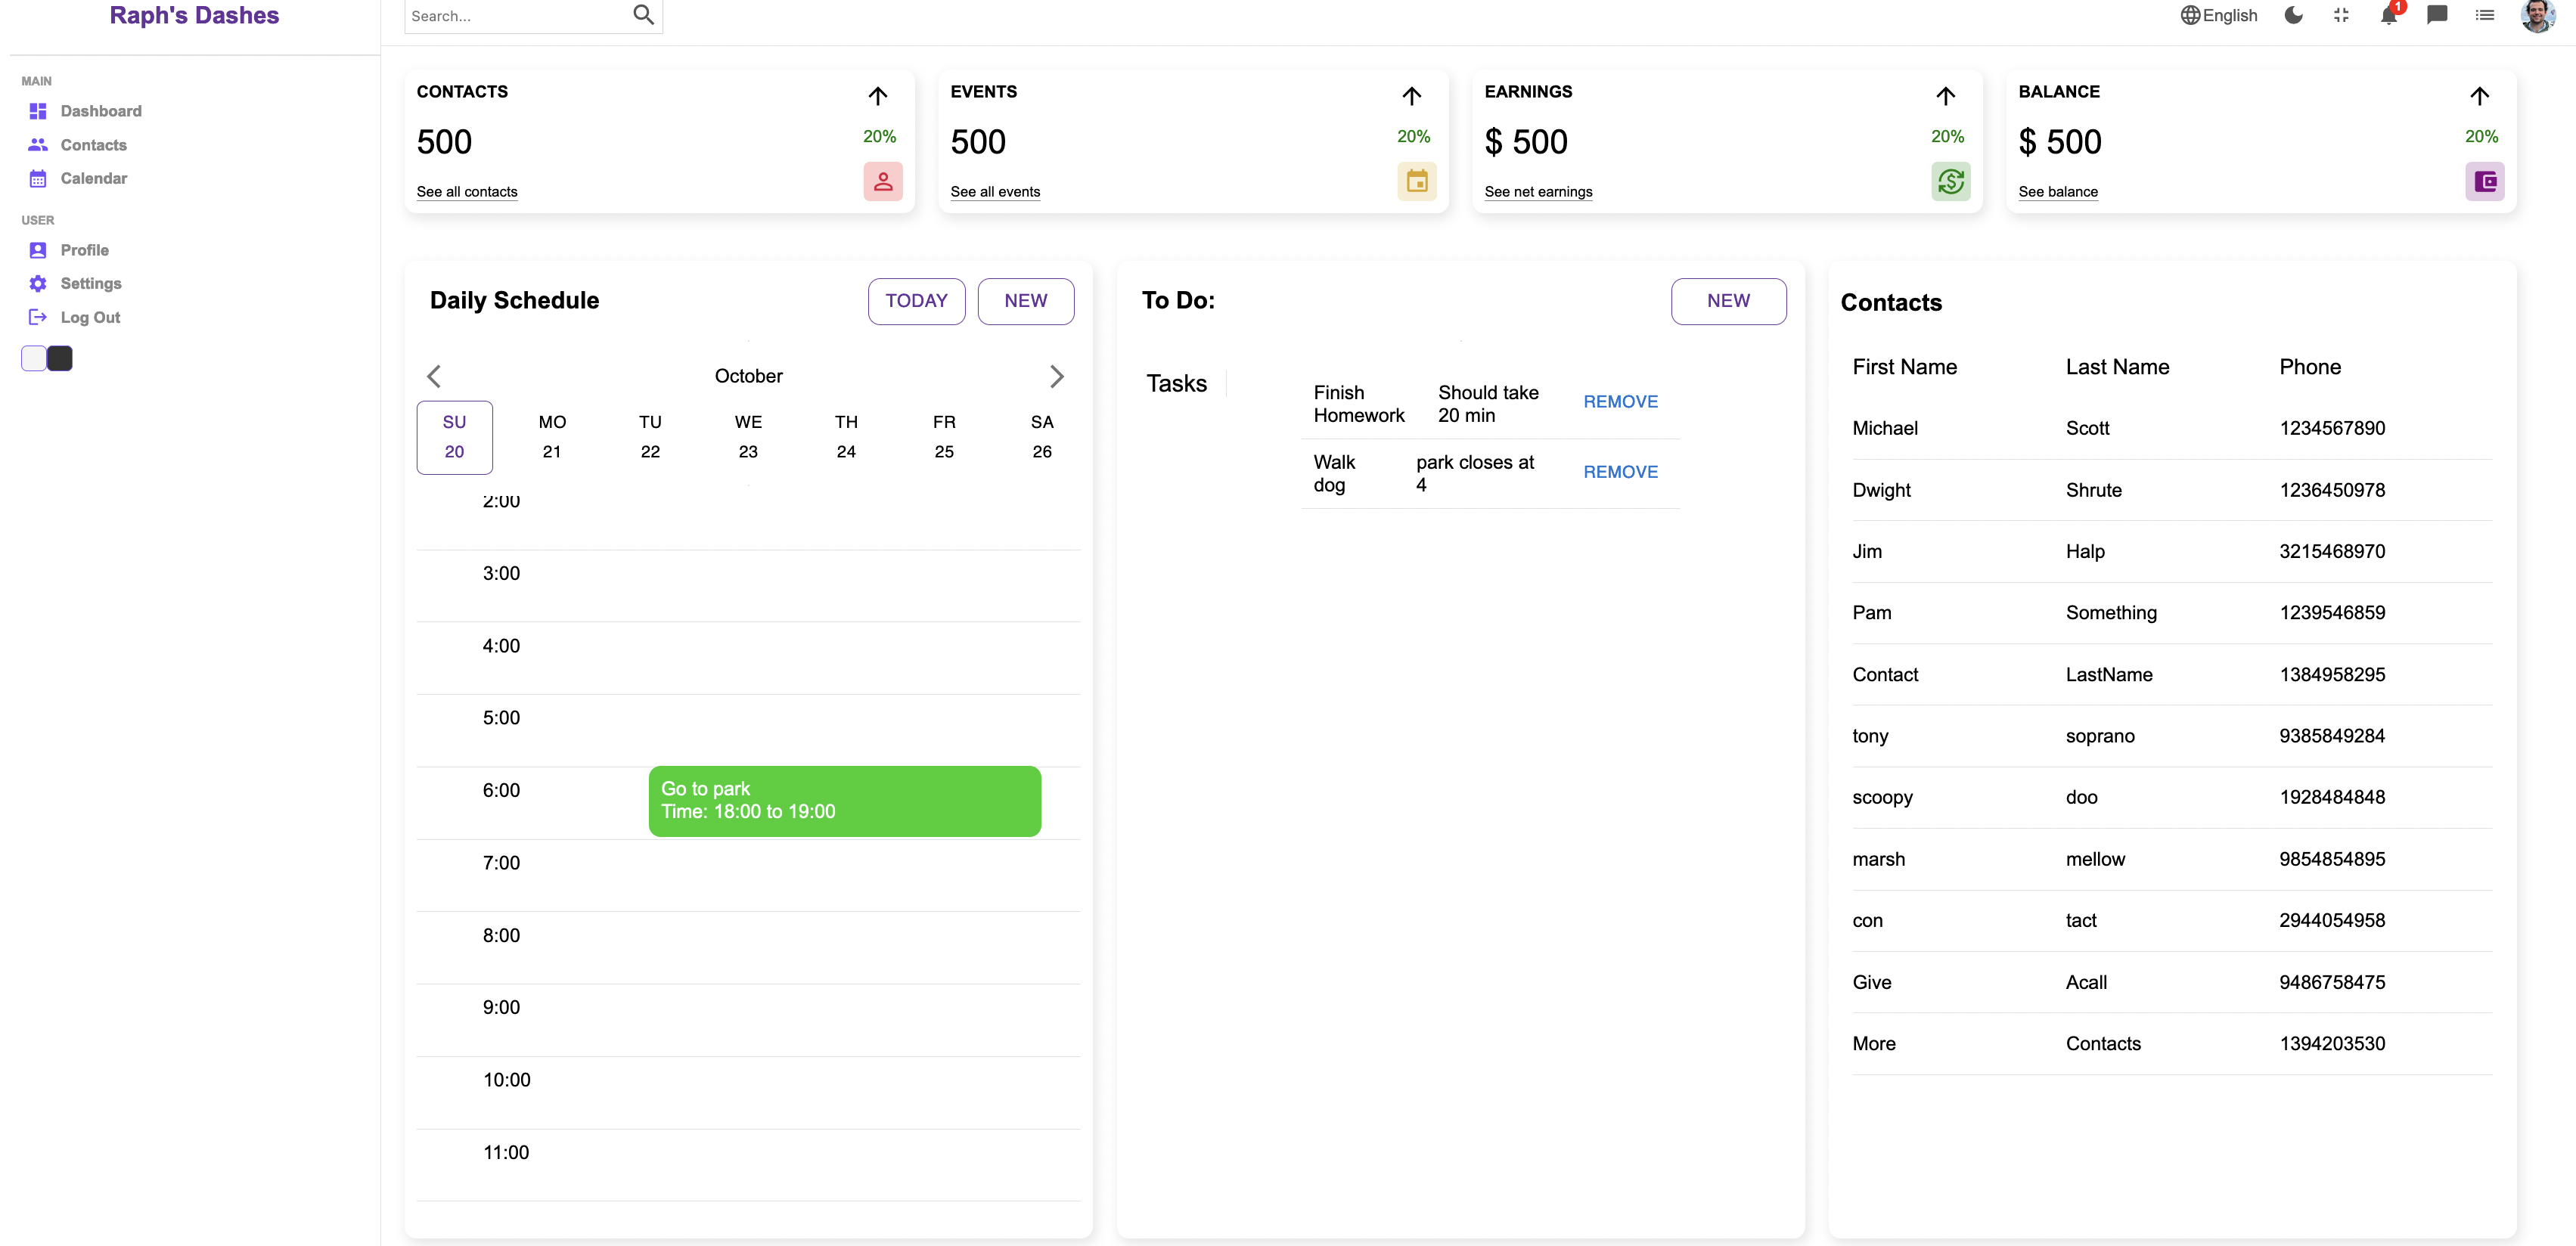 Raph's Dashes
Search...
English
1
MAIN
Dashboard
Contacts
Calendar
USER
Profile
Settings
Log Out
CONTACTS
500
20%
See all contacts
EVENTS
500
20%
See all events
EARNINGS
$ 500
20%
See net earnings
BALANCE
$ 500
20%
See balance
Daily Schedule
TODAY
NEW
October
SU MO TU WE TH FR SA
20 21 22 23 24 25 26
2:00
3:00
4:00
5:00
6:00
Go to park
Time: 18:00 to 19:00
7:00
8:00
9:00
10:00
11:00
To Do:
NEW
Tasks
Finish
Homework
Should take
20 min
REMOVE
Walk
dog
park closes at
4
REMOVE
Contacts
First Name Last Name Phone
Michael Scott 1234567890
Dwight Shrute 1236450978
Jim Halp 3215468970
Pam Something 1239546859
Contact LastName 1384958295
tony soprano 9385849284
scoopy doo 1928484848
marsh mellow 9854854895
con tact 2944054958
Give Acall 9486758475
More Contacts 1394203530